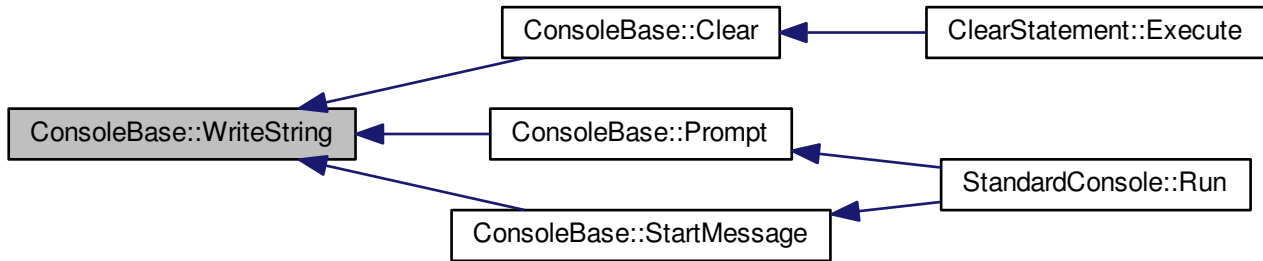 ConsoleBase::Clear
ClearStatement::Execute
ConsoleBase::WriteString
ConsoleBase::Prompt
StandardConsole::Run
ConsoleBase::StartMessage